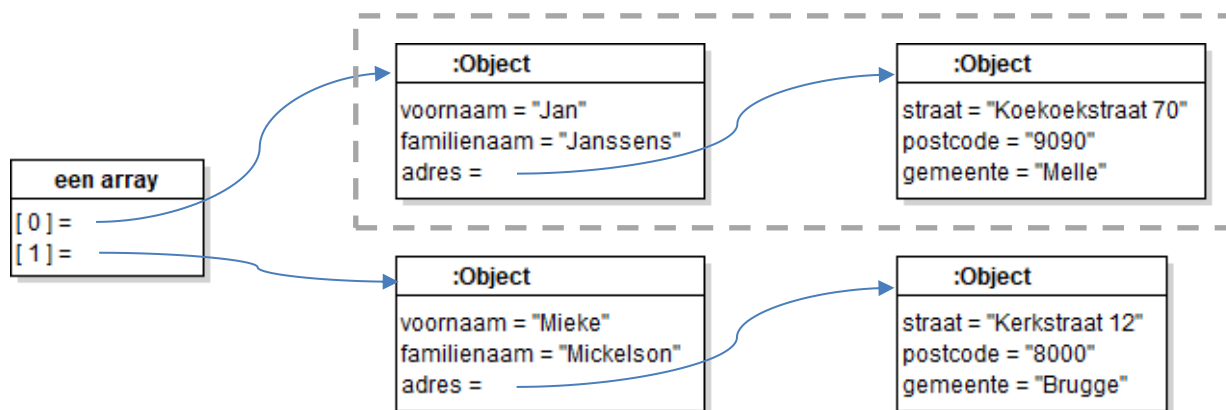 :Object
voornaam = "Jan"
familienaam = "Janssens"
adres =
:Object
straat = "Koekoekstraat 70"
postcode = "9090"
gemeente = "Melle"
een array
[ 0 ] =
[ 1 ] =
:Object
voornaam = "Mieke"
familienaam = "Mickelson"
adres =
:Object
straat = "Kerkstraat 12"
postcode = "8000"
gemeente = "Brugge"